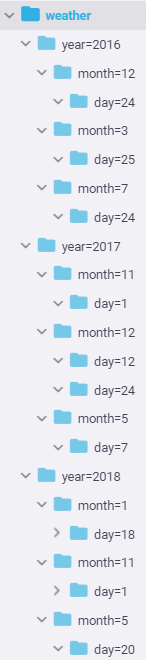 weather
year=2016
month=12
day=24
month=3
day=25
month=7
day=24
year=2017
month=11
day=1
month=12
day=12
day=24
month=5
day=7
year=2018
month=1
day=18
month=11
day=1
month=5
day=20